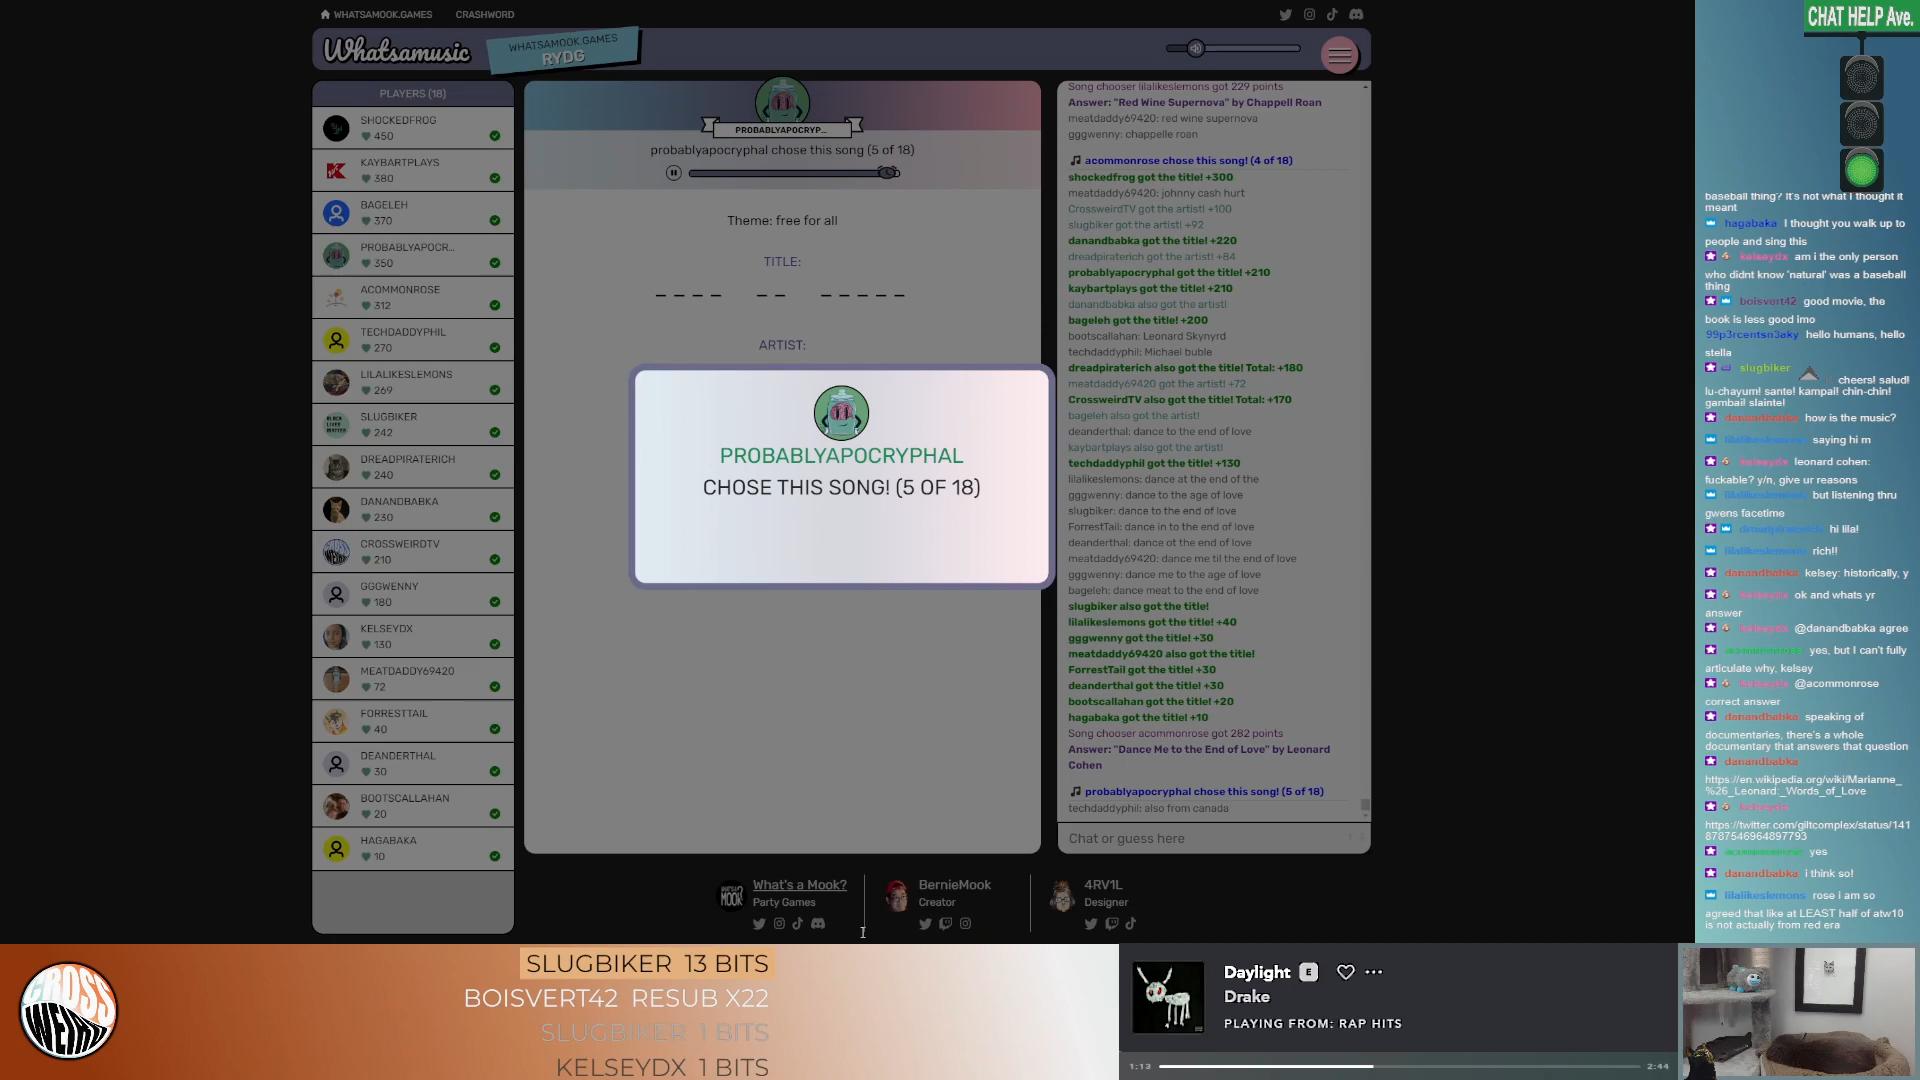 WHATSAMOOK.GAMES
CRASHWORD
Whatsamusic
WHATSAMOOK.GAMES
RYDG
PLAYERS (18)
SHOCKEDFROG
450
KAYBARTPLAYS
380
BAGELEH
370
PROBABLYAPOCR...
350
ACOMMONROSE
312
TECHDADDYPHIL
270
LILALIKESLEMONS
269
SLUGBIKER
242
DREADPIRATERICH
240
DANANDBABKA
230
CROSSWEIRDTV
210
GGGWENNY
180
KELSEYDX
130
MEATDADDY69420
72
FORRESTTAIL
40
DEANDERTHAL
30
BOOTSCALLAHAN
20
HAGABAKA
10
PROBABLYAPOCRYP...
probablyapocryphal chose this song (5 of 18)
Theme: free for all
TITLE:
_ _ _ _ _ _ _ _ _ _ _
ARTIST:
PROBABLYAPOCRYPHAL
CHOSE THIS SONG! (5 OF 18)
Song chooser lilalikeslemons got 229 points
Answer: "Red Wine Supernova" by Chappell Roan
meatdaddy69420: red wine supernova
gggwenny: chappelle roan
acommonrose chose this song! (4 of 18)
shockedfrog got the title! +300
meatdaddy69420: johnny cash hurt
CrossweirdTV got the artist! +100
slugbiker got the artist! +92
danandbabka got the title! +220
dreadpiraterich got the artist! +84
probablyapocryphal got the title! +210
kaybartplays got the title! +210
danandbabka also got the artist!
bageleh got the title! +200
bootscallahan: Leonard Skynyrd
techdaddyphil: Michael buble
dreadpiraterich also got the title! Total: +180
meatdaddy69420 got the artist! +72
CrossweirdTV also got the title! Total: +170
bageleh also got the artist!
deanderthal: dance to the end of love
kaybartplays also got the artist!
techdaddyphil got the title! +130
lilalikeslemons: dance at the end of the
gggwenny: dance to the age of love
slugbiker: dance to the end of love
ForrestTail: dance in to the end of love
deanderthal: dance ot the end of love
meatdaddy69420: dance me til the end of love
gggwenny: dance me to the age of love
bageleh: dance meat to the end of love
slugbiker also got the title!
lilalikeslemons got the title! +40
gggwenny got the title! +30
meatdaddy69420 also got the title!
ForrestTail got the title! +30
deanderthal got the title! +30
bootscallahan got the title! +20
hagabaka got the title! +10
Song chooser acommonrose got 282 points
Answer: "Dance Me to the End of Love" by Leonard
Cohen
probablyapocryphal chose this song! (5 of 18)
techdaddyphil: also from canada
Chat or guess here
What's a Mook?
Party Games
BernieMook
Creator
4RV1L
Designer
CHAT HELP Ave.
baseball thing? It's not what I thought it
meant
hagabaka I thought you walk up to
people and sing this
kelseydx am i the only person
who didnt know 'natural' was a baseball
thing
boisvert42 good movie, the
book is less good imo
99p3rcentsn3aky hello humans, hello
stella
slugbiker cheers! salud!
lu-chayum! sante! kampai! chin-chin!
gambai! slainte!
danandbabka how is the music?
lilalikeslemons saying hi m
kelseydx leonard cohen:
fuckable? y/n, give ur reasons
lilalikeslemons but listening thru
gwens facetime
dreadpiraterich hi lila!
lilalikeslemons rich!!
danandbabka kelsey: historically, y
kelseydx ok and whats yr
answer
kelseydx @danandbabka agree
acommonrose yes, but I can't fully
articulate why, kelsey
kelseydx @acommonrose
correct answer
danandbabka speaking of
documentaries, there's a whole
documentary that answers that question
danandbabka
https://en.wikipedia.org/wiki/Marianne_
%26_Leonard:_Words_of_Love
kelseydx
https://twitter.com/giltcomplex/status/141
8787546964897793
acommonrose yes
danandbabka i think so!
lilalikeslemons rose i am so
agreed that like at LEAST half of atw10
is not actually from red era
CROSS
WEIRD
SLUGBIKER 13 BITS
BOISVERT42 RESUB X22
SLUGBIKER 1 BITS
KELSEYDX 1 BITS
Daylight E
Drake
PLAYING FROM: RAP HITS
1:13
2:44